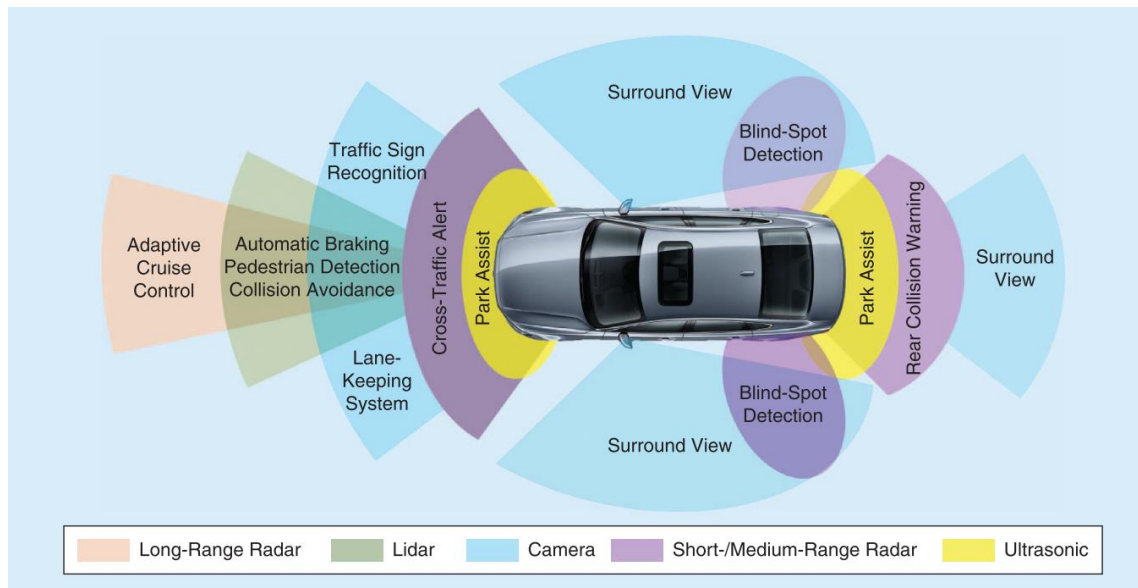 Surround View
Blind-Spot
Detection
Traffic Sign
Recognition
Adaptive
Cruise
Control
Automatic Braking
Pedestrian Detection
Collision Avoidance
Cross-Traffic Alert
Park Assist
Park Assist
Rear Collision Warning
Surround
View
Lane-
Keeping
System
Blind-Spot
Detection
Surround View
Long-Range Radar
Lidar
Camera
Short-/Medium-Range Radar
Ultrasonic